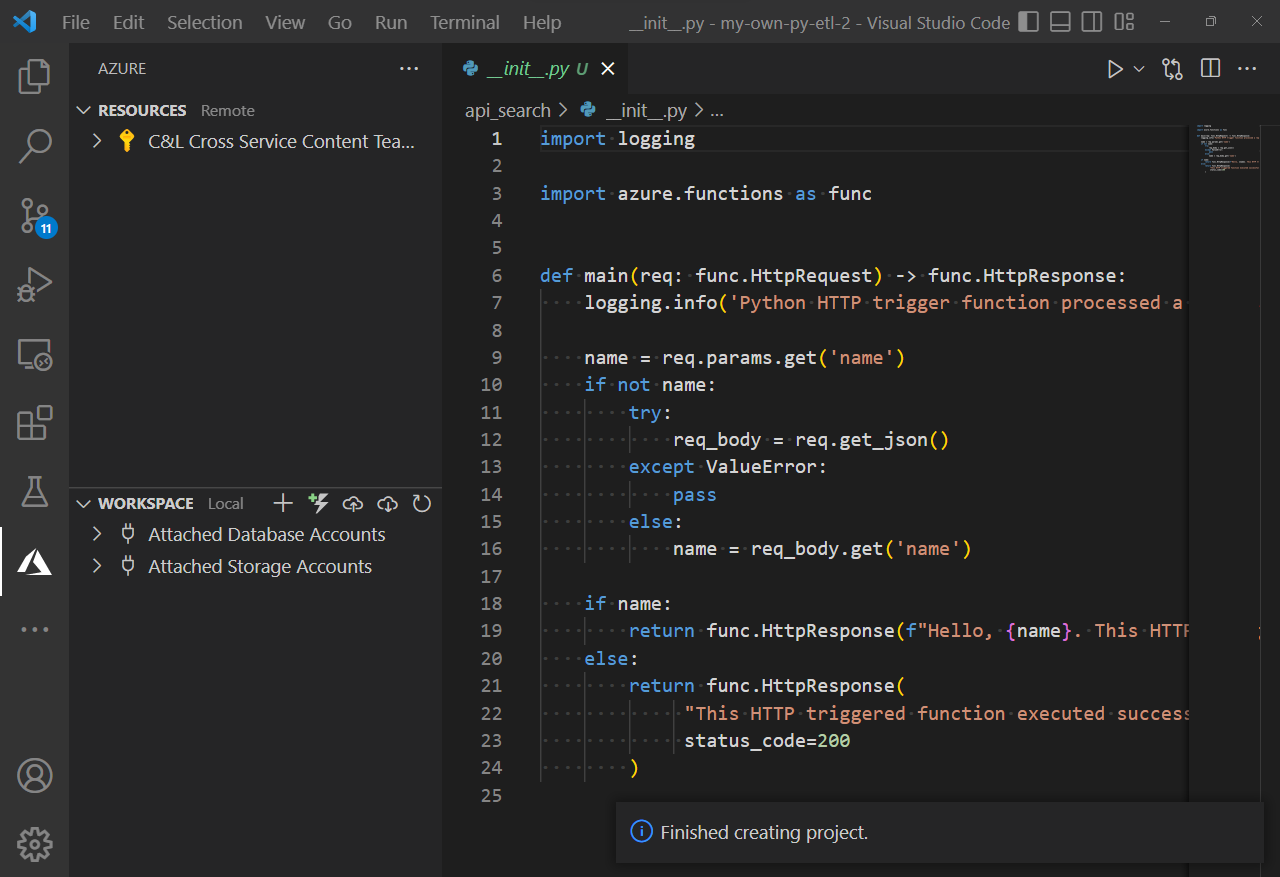 File Edit Selection View Go Run Terminal Help __init__.py - my-own-py-etl-2 - Visual Studio Code
AZURE
RESOURCES Remote
C&L Cross Service Content Tea...
11
WORKSPACE Local
Attached Database Accounts
Attached Storage Accounts
__init__.py U
api_search > __init__.py > ...
1 import logging
2
3 import azure.functions as func
4
5
6 def main(req: func.HttpRequest) -> func.HttpResponse:
7     logging.info('Python HTTP trigger function processed a
8
9     name = req.params.get('name')
10     if not name:
11         try:
12             req_body = req.get_json()
13         except ValueError:
14             pass
15         else:
16             name = req_body.get('name')
17
18     if name:
19         return func.HttpResponse(f"Hello, {name}. This HTTP
20     else:
21         return func.HttpResponse(
22              "This HTTP triggered function executed success
23              status_code=200
24         )
25
Finished creating project.